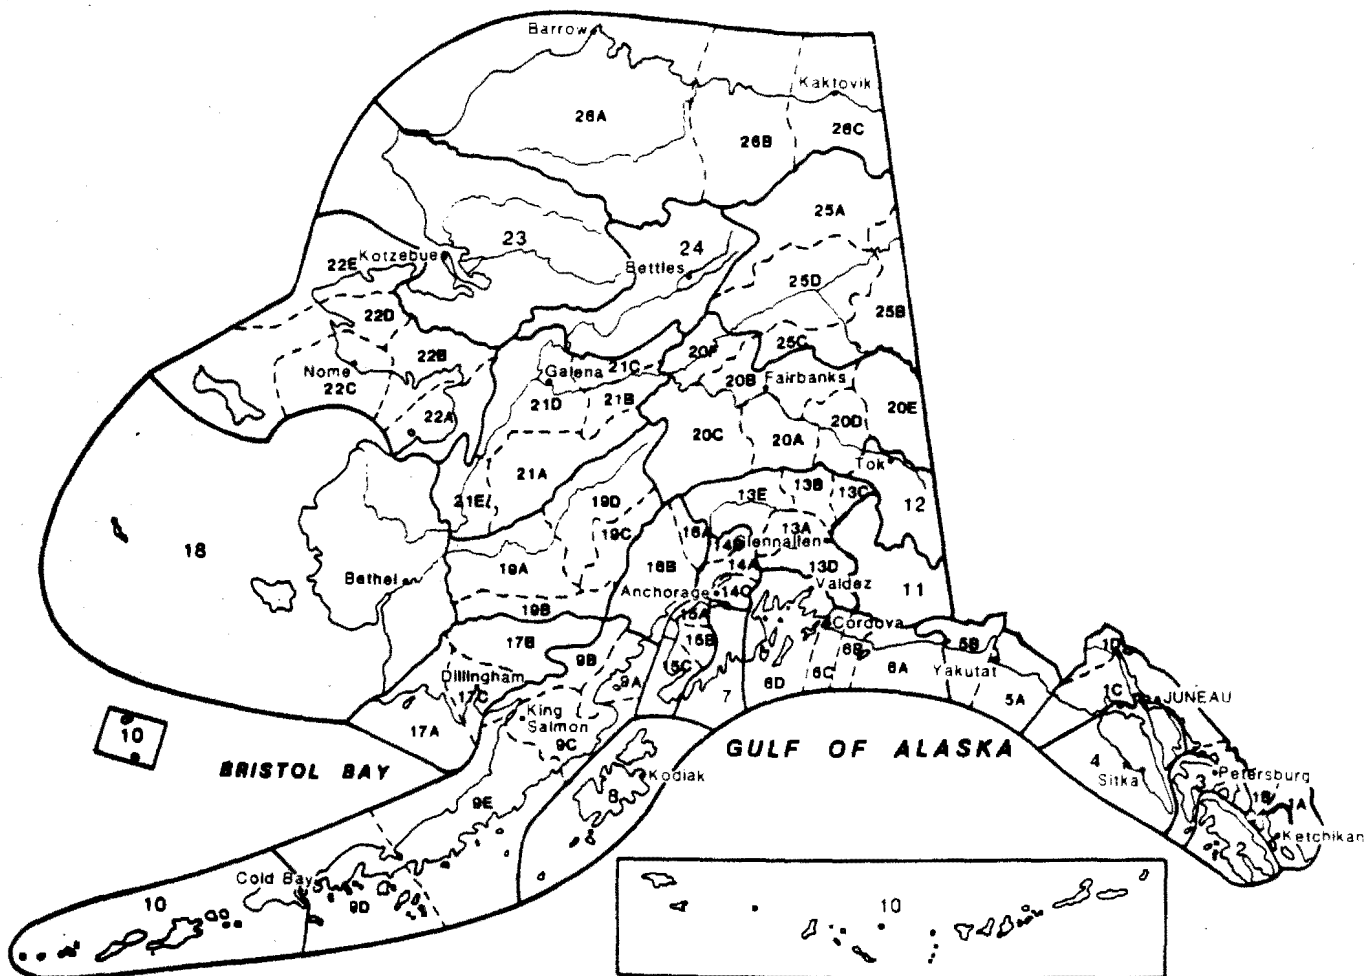 Barrow
Kaktovik
26A
26B
26C
25A
23
24
Kotzebue
22E
Bettles
25D
22D
25B
22B
20F
25C
Nome
22C
Galena
21C
20B
Fairbanks
21D
21B
20E
22A
20C
20A
20D
Tok
21A
21E
19D
13E
13B
13C
12
18
19C
16A
13A
14B
Glennallen
19A
16B
14A
13D
Bethel
Anchorage
14C
Valdez
11
19B
15A
Cordova
17B
9B
15B
6B
5B
1D
15C
6C
6A
Yakutat
Dillingham
17C
9A
7
6D
5A
1C
JUNEAU
King
Salmon
17A
9C
10
BRISTOL BAY
GULF OF ALASKA
4
Sitka
Kodiak
8
3
Petersburg
1B
1A
9E
Ketchikan
2
Cold Bay
10
9D
10